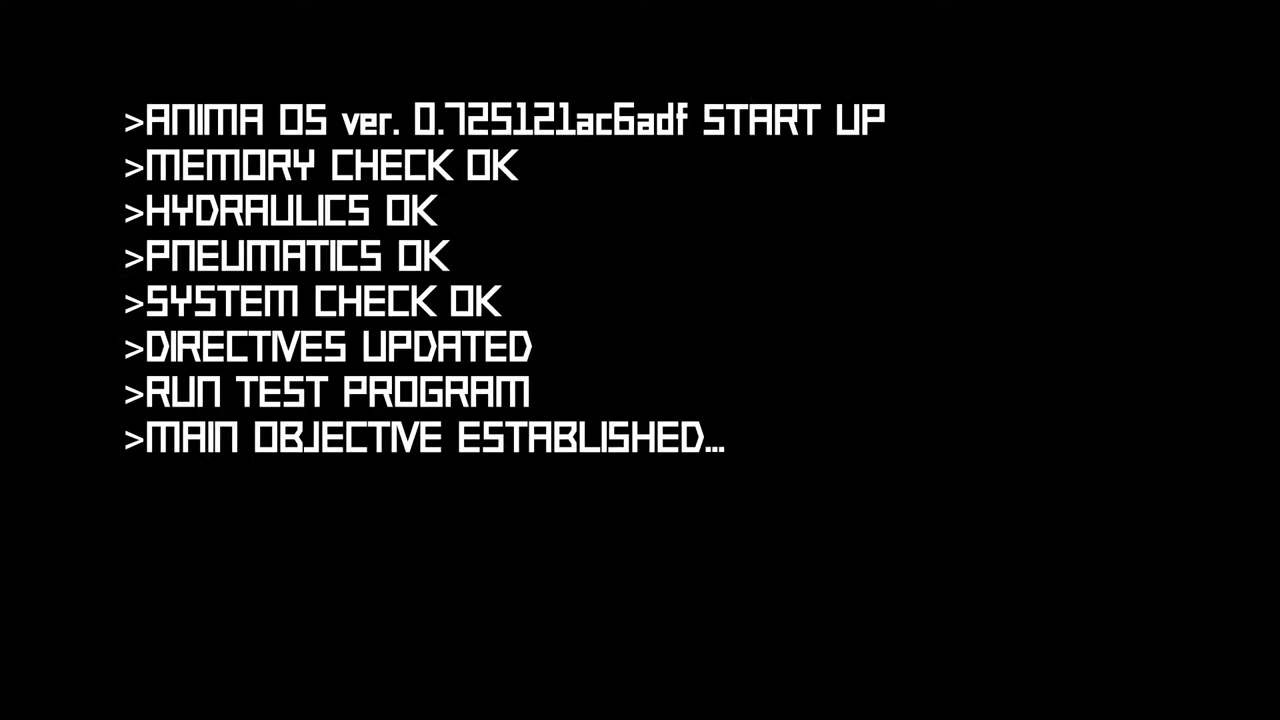 >ANIMA OS ver. 0.725121ac6adf START UP
>MEMORY CHECK OK
>HYDRAULICS OK
>PNEUMATICS OK
>SYSTEM CHECK OK
>DIRECTIVES UPDATED
>RUN TEST PROGRAM
>MAIN OBJECTIVE ESTABLISHED...